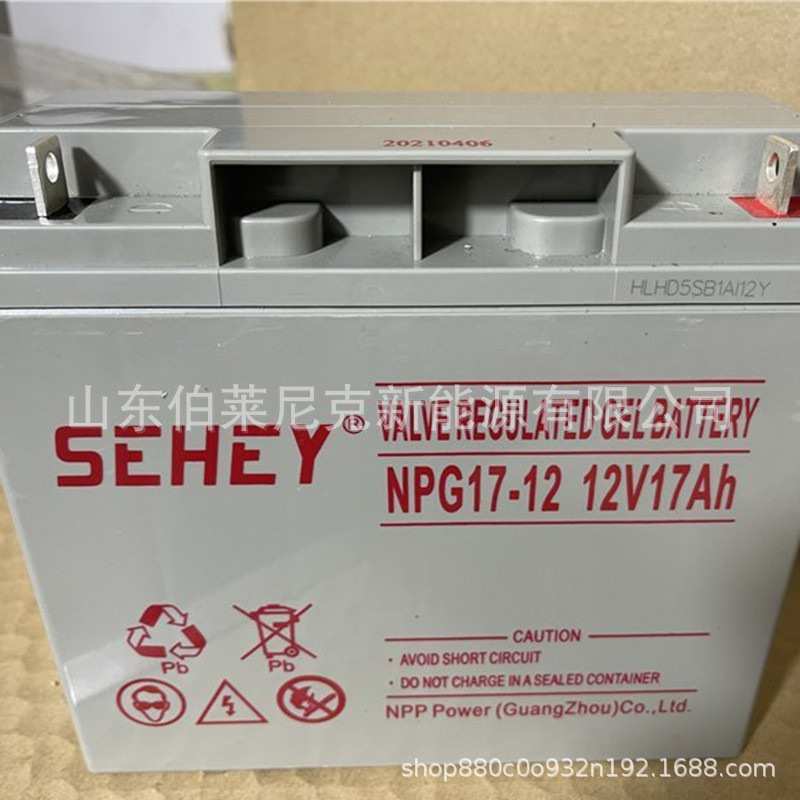 20210406
HLHD5SB1A112Y
山东伯莱尼克新能源有限公司
SEHEY®
VALVE REGULATED GEL BATTERY
NPG17-12 12V17Ah
Pb
Pb
CAUTION
· AVOID SHORT CIRCUIT
· DO NOT CHARGE IN A SEALED CONTAINER
NPP Power (GuangZhou)Co.,Ltd.
shop880c0o932n192.1688.com